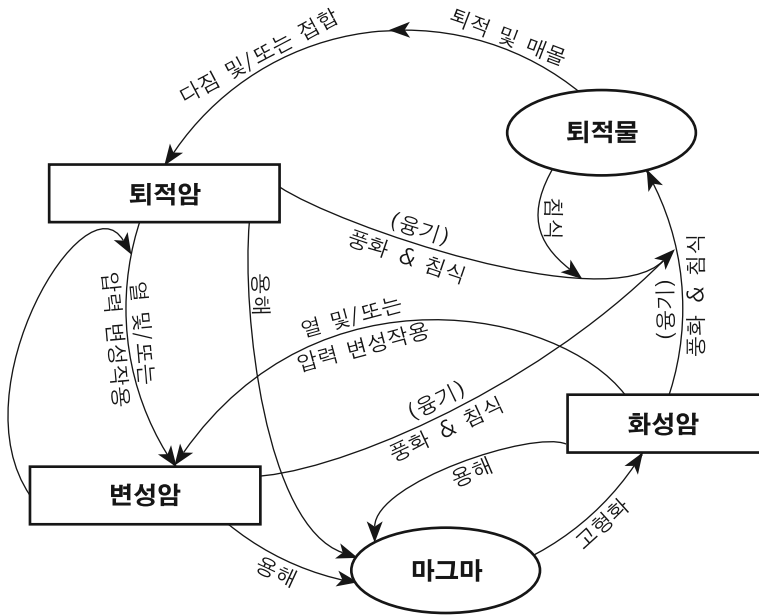 퇴적 및 매몰
다짐 및/또는 접합
퇴적물
퇴적암
침식
(융기)
풍화 & 침식
용해
열 및/또는
압력 변성작용
(융기)
풍화 & 침식
열 및/또는
압력 변성작용
(융기)
풍화 & 침식
화성암
변성암
용해
고형화
용해
마그마